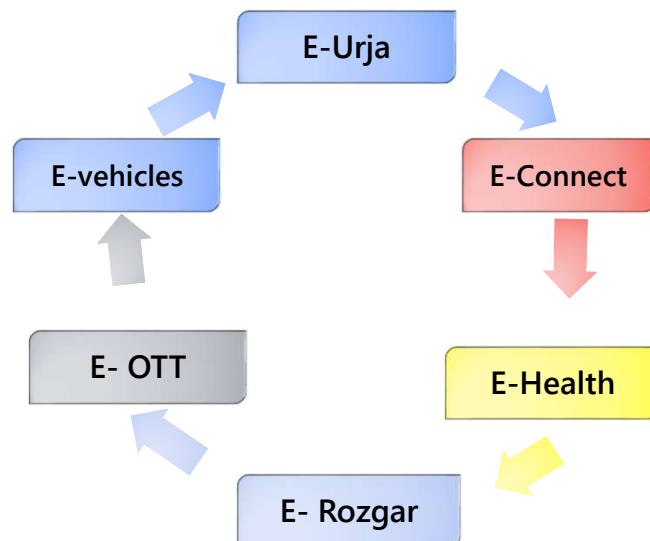 E-Urja
E-Connect
E-Health
E- Rozgar
E- OTT
E-vehicles